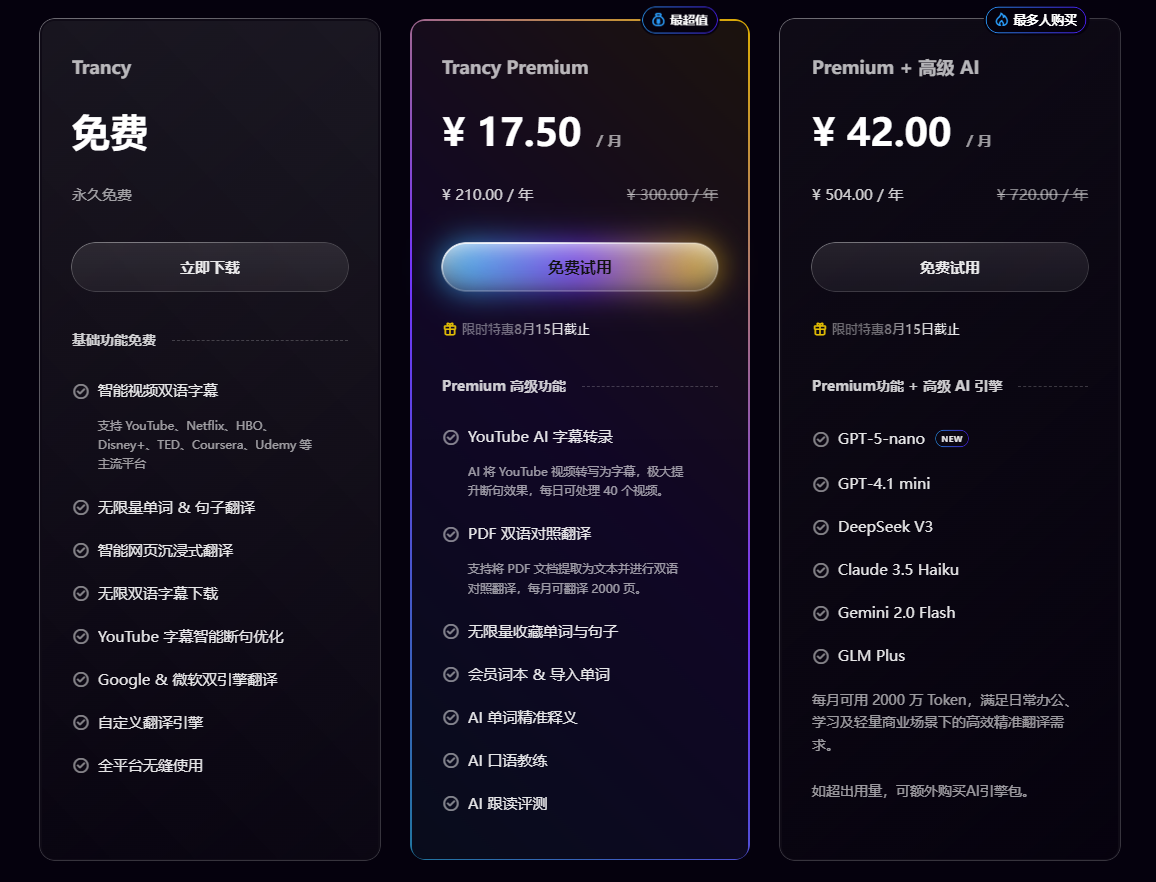 Trancy
免费
永久免费
立即下载
基础功能免费
智能视频双语字幕
支持 YouTube、Netflix、HBO、
Disney+、TED、Coursera、Udemy 等
主流平台
无限量单词 & 句子翻译
智能网页沉浸式翻译
无限双语字幕下载
YouTube 字幕智能断句优化
Google & 微软双引擎翻译
自定义翻译引擎
全平台无缝使用
最超值
Trancy Premium
¥ 17.50 / 月
¥ 210.00 / 年 ¥ 300.00 / 年
免费试用
限时特惠8月15日截止
Premium 高级功能
YouTube AI 字幕转录
AI 将 YouTube 视频转写为字幕，极大提
升断句效果，每日可处理 40 个视频。
PDF 双语对照翻译
支持将 PDF 文档提取为文本并进行双语
对照翻译，每月可翻译 2000 页。
无限量收藏单词与句子
会员词本 & 导入单词
AI 单词精准释义
AI 口语教练
AI 跟读评测
最多人购买
Premium + 高级 AI
¥ 42.00 / 月
¥ 504.00 / 年 ¥ 720.00 / 年
免费试用
限时特惠8月15日截止
Premium功能 + 高级 AI 引擎
GPT-5-nano NEW
GPT-4.1 mini
DeepSeek V3
Claude 3.5 Haiku
Gemini 2.0 Flash
GLM Plus
每月可用 2000 万 Token，满足日常办公、
学习及轻量商业场景下的高效精准翻译需
求。
如超出用量，可额外购买AI引擎包。